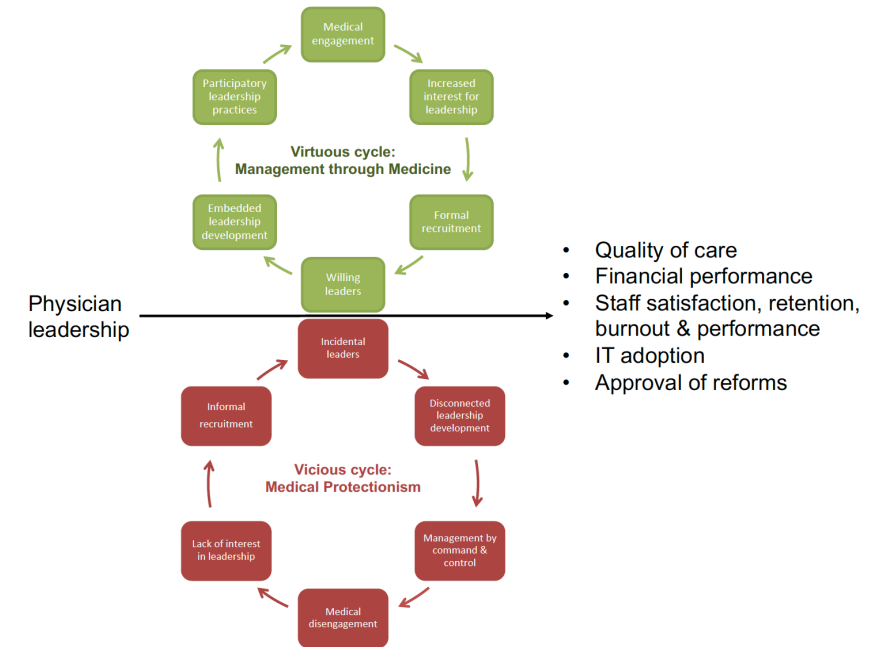 Medical
engagement
Participatory
leadership
practices
Increased
interest for
leadership
Virtuous cycle:
Management through Medicine
Embedded
leadership
development
Formal
recruitment
Willing
leaders
Physician
leadership
• Quality of care
• Financial performance
• Staff satisfaction, retention,
burnout & performance
• IT adoption
• Approval of reforms
Incidental
leaders
Informal
recruitment
Disconnected
leadership
development
Vicious cycle:
Medical Protectionism
Lack of interest
in leadership
Management by
command &
control
Medical
disengagement